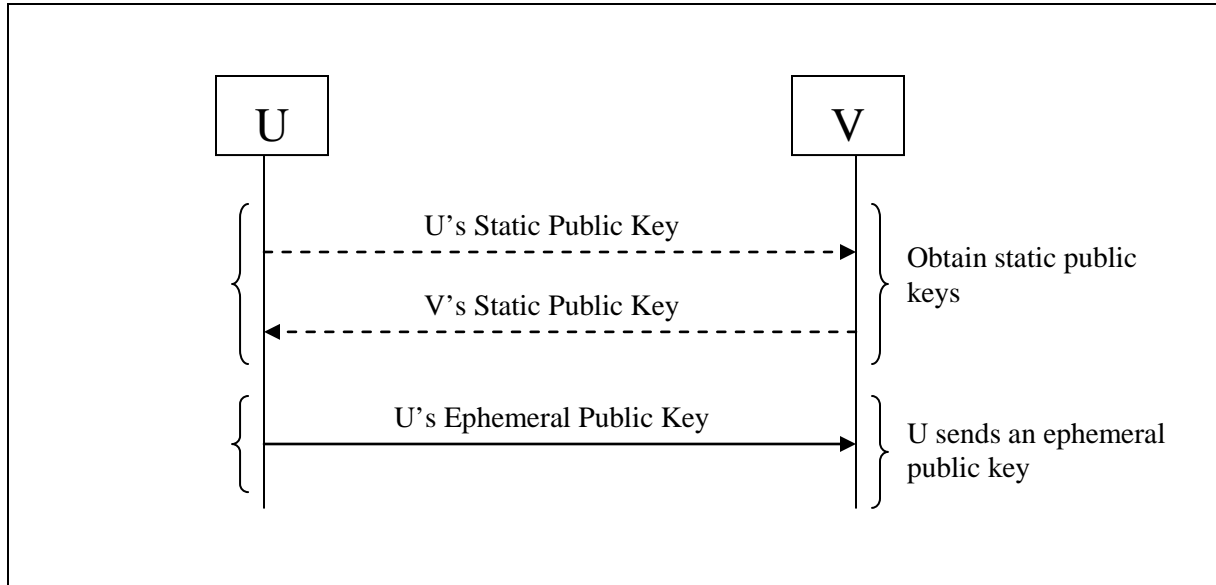 U
V
U’s Static Public Key
V’s Static Public Key
Obtain static public
keys
U’s Ephemeral Public Key
U sends an ephemeral
public key